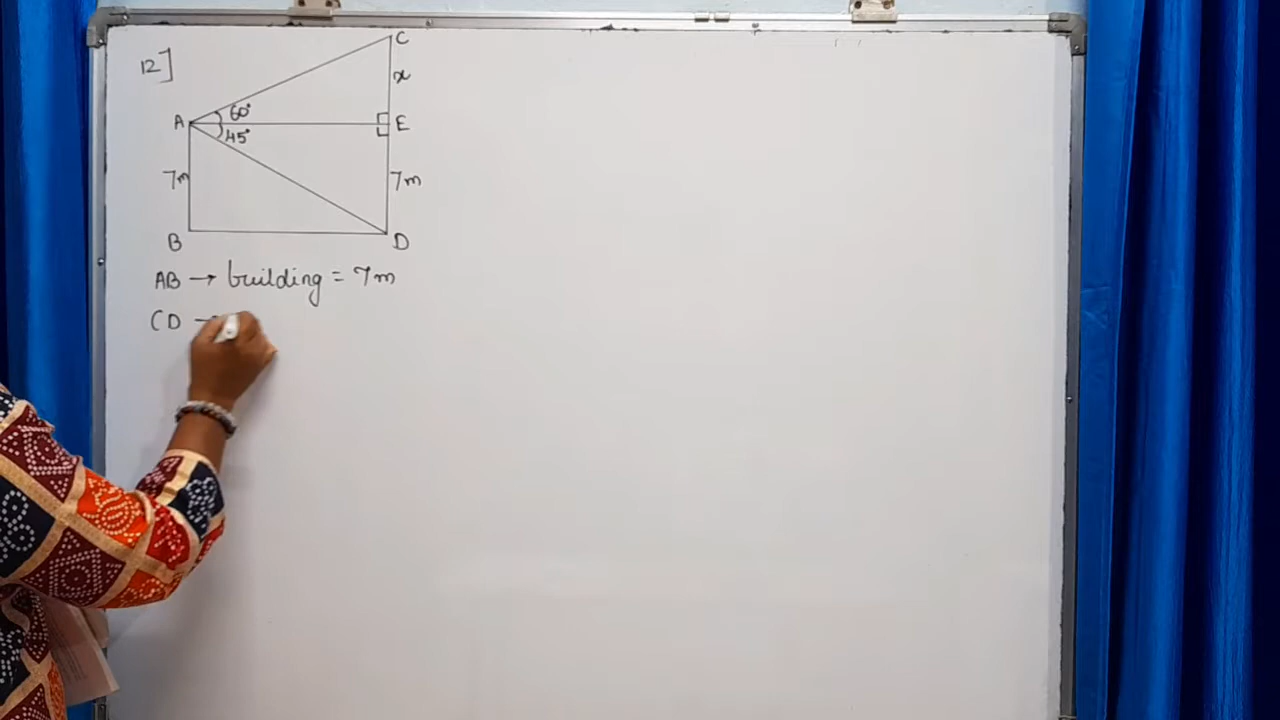 12]
C
x
60°
A
E
45°
7m
7m
B
D
AB → building = 7m
CD →